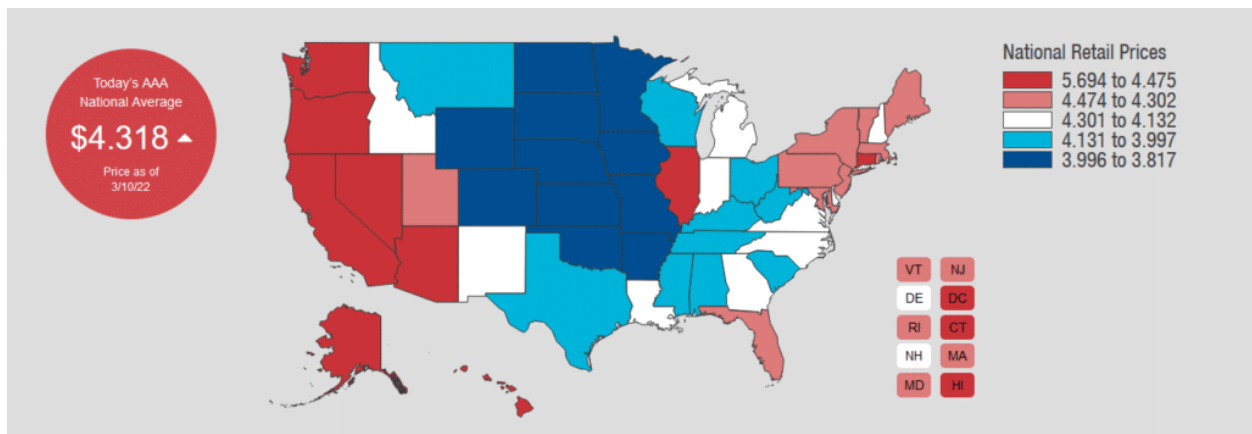 Today's AAA
National Average
$4.318
Price as of
3/10/22
National Retail Prices
5.694 to 4.475
4.474 to 4.302
4.301 to 4.132
4.131 to 3.997
3.996 to 3.817
VT NJ
DE DC
RI CT
NH MA
MD HI